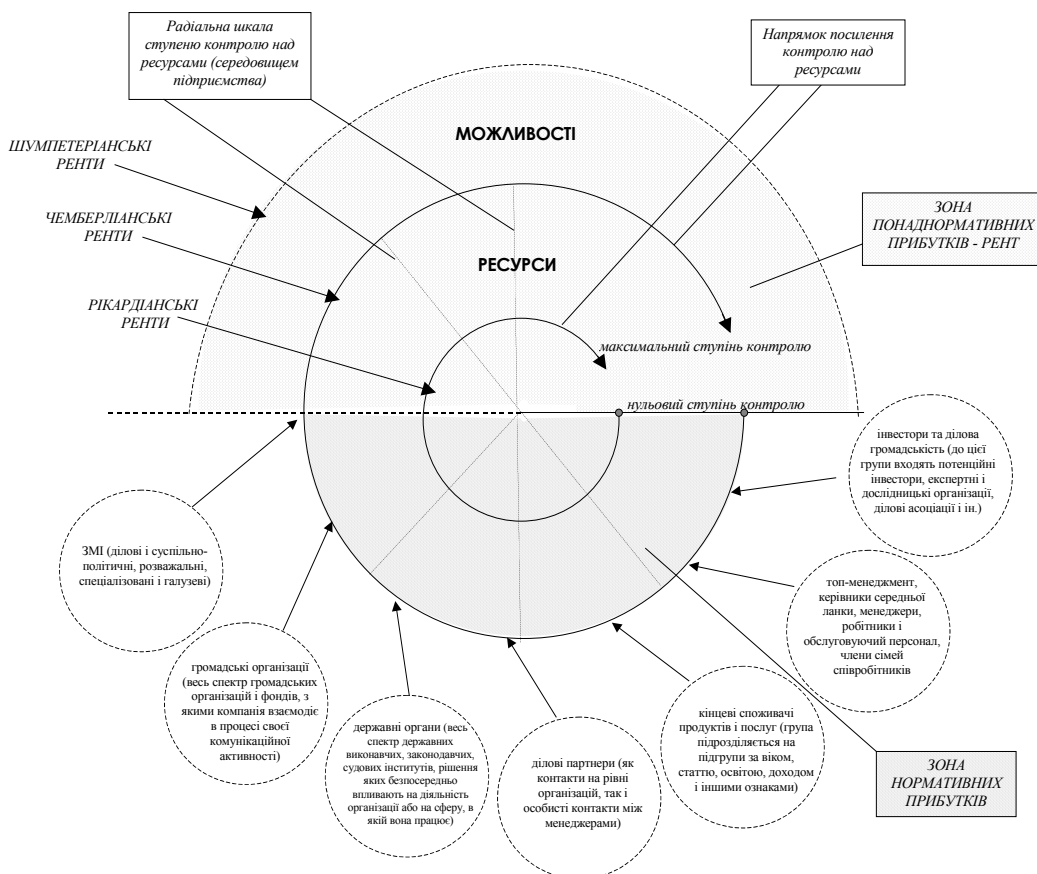 Радіальна шкала
ступеню контролю над
ресурсами (середовищем
підприємства)
Напрямок посилення
контролю над
ресурсами
МОЖЛИВОСТІ
ШУМПЕТЕРІАНСЬКІ
РЕНТИ
ЧЕМБЕРЛІАНСЬКІ
РЕНТИ
РІКАРДІАНСЬКІ
РЕНТИ
РЕСУРСИ
ЗОНА
ПОНАДНОРМАТИВНИХ
ПРИБУТКІВ - РЕНТ
максимальний ступінь контролю
нульовий ступінь контролю
інвестори та ділова
громадськість (до цієї
групи входять потенційні
інвестори, експертні і
дослідницькі організації,
ділові асоціації і ін.)
ЗМІ (ділові і суспільно-
політичні, розважальні,
спеціалізовані і галузеві)
топ-менеджмент,
керівники середньої
ланки, менеджери,
робітники і
обслуговуючий персонал,
члени сімей
співробітників
громадські організації
(весь спектр громадських
організацій і фондів, з
якими компанія взаємодіє
в процесі своєї
комунікаційної
активності)
державні органи (весь
спектр державних
виконавчих, законодавчих,
судових інститутів, рішення
яких безпосередньо
впливають на діяльність
організації або на сферу, в
якій вона працює)
ділові партнери (як
контакти на рівні
організацій, так і
особисті контакти між
менеджерами)
кінцеві споживачі
продуктів і послуг (група
підрозділяється на
підгрупи за віком,
статтю, освітою, доходом
і іншими ознаками)
ЗОНА
НОРМАТИВНИХ
ПРИБУТКІВ